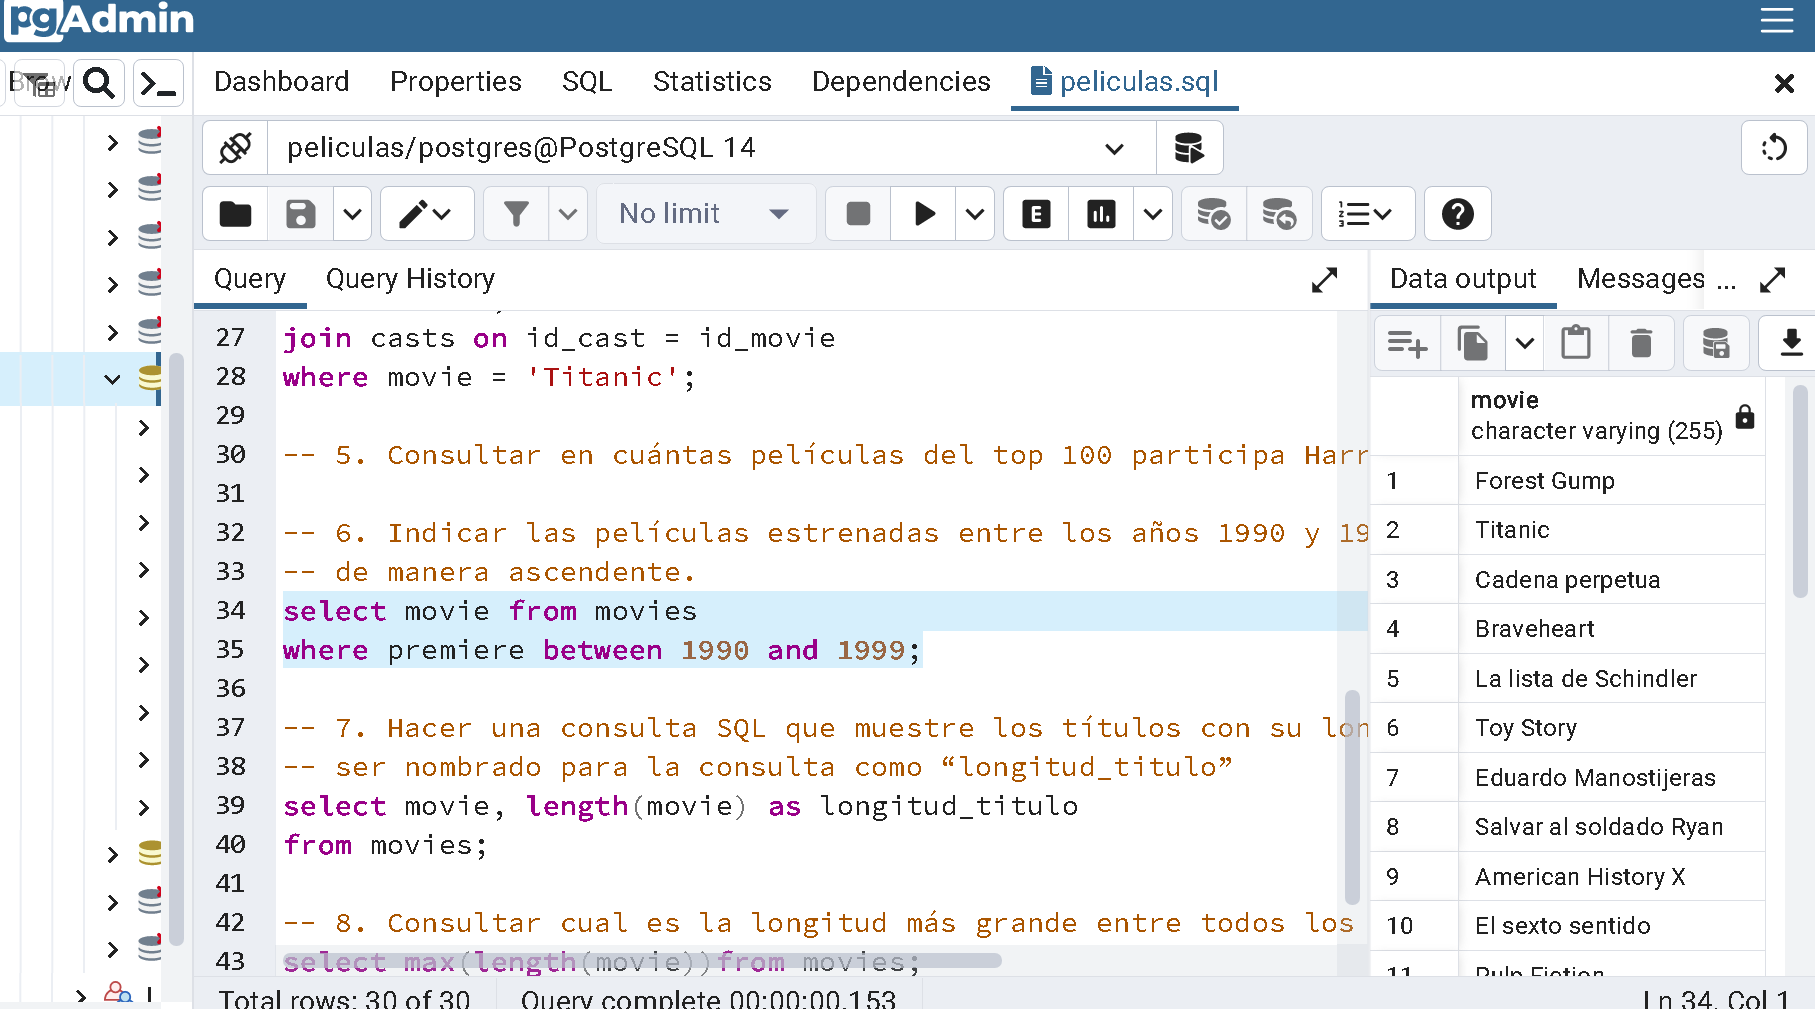 pgAdmin
Brow
Dashboard Properties SQL Statistics Dependencies peliculas.sql
peliculas/postgres@PostgreSQL 14
No limit
Query Query History
27 join casts on id_cast = id_movie
28 where movie = 'Titanic';
29
30 -- 5. Consultar en cuántas películas del top 100 participa Harr
31
32 -- 6. Indicar las películas estrenadas entre los años 1990 y 19
33 -- de manera ascendente.
34 select movie from movies
35 where premiere between 1990 and 1999;
36
37 -- 7. Hacer una consulta SQL que muestre los títulos con su lon
38 -- ser nombrado para la consulta como “longitud_titulo”
39 select movie, length(movie) as longitud_titulo
40 from movies;
41
42 -- 8. Consultar cual es la longitud más grande entre todos los
43 select max(length(movie))from movies;
Data output Messages ...
movie
character varying (255)
1 Forest Gump
2 Titanic
3 Cadena perpetua
4 Braveheart
5 La lista de Schindler
6 Toy Story
7 Eduardo Manostijeras
8 Salvar al soldado Ryan
9 American History X
10 El sexto sentido
11 Pulp Fiction
Total rows: 30 of 30 Query complete 00:00:00.153 Ln 34, Col 1